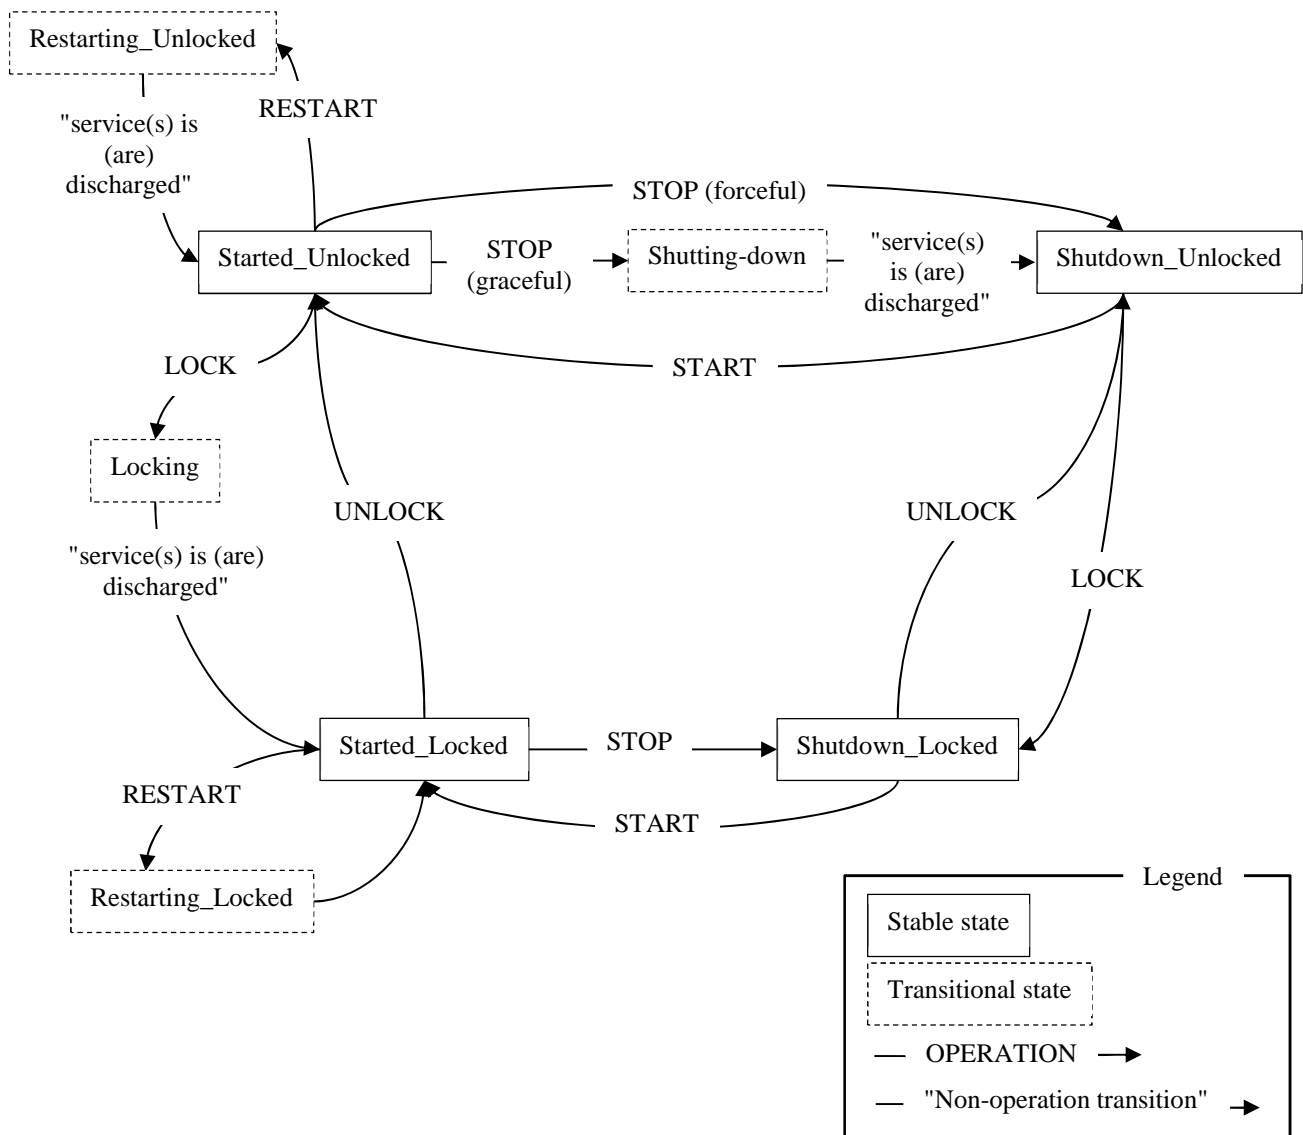 Restarting_Unlocked
RESTART
"service(s) is
(are)
discharged"
STOP (forceful)
Started_Unlocked
STOP
(graceful)
Shutting-down
"service(s)
is (are)
discharged"
Shutdown_Unlocked
LOCK
START
Locking
UNLOCK
UNLOCK
"service(s) is (are)
discharged"
LOCK
Started_Locked
STOP
Shutdown_Locked
RESTART
START
Restarting_Locked
Legend
Stable state
Transitional state
OPERATION
"Non-operation transition"